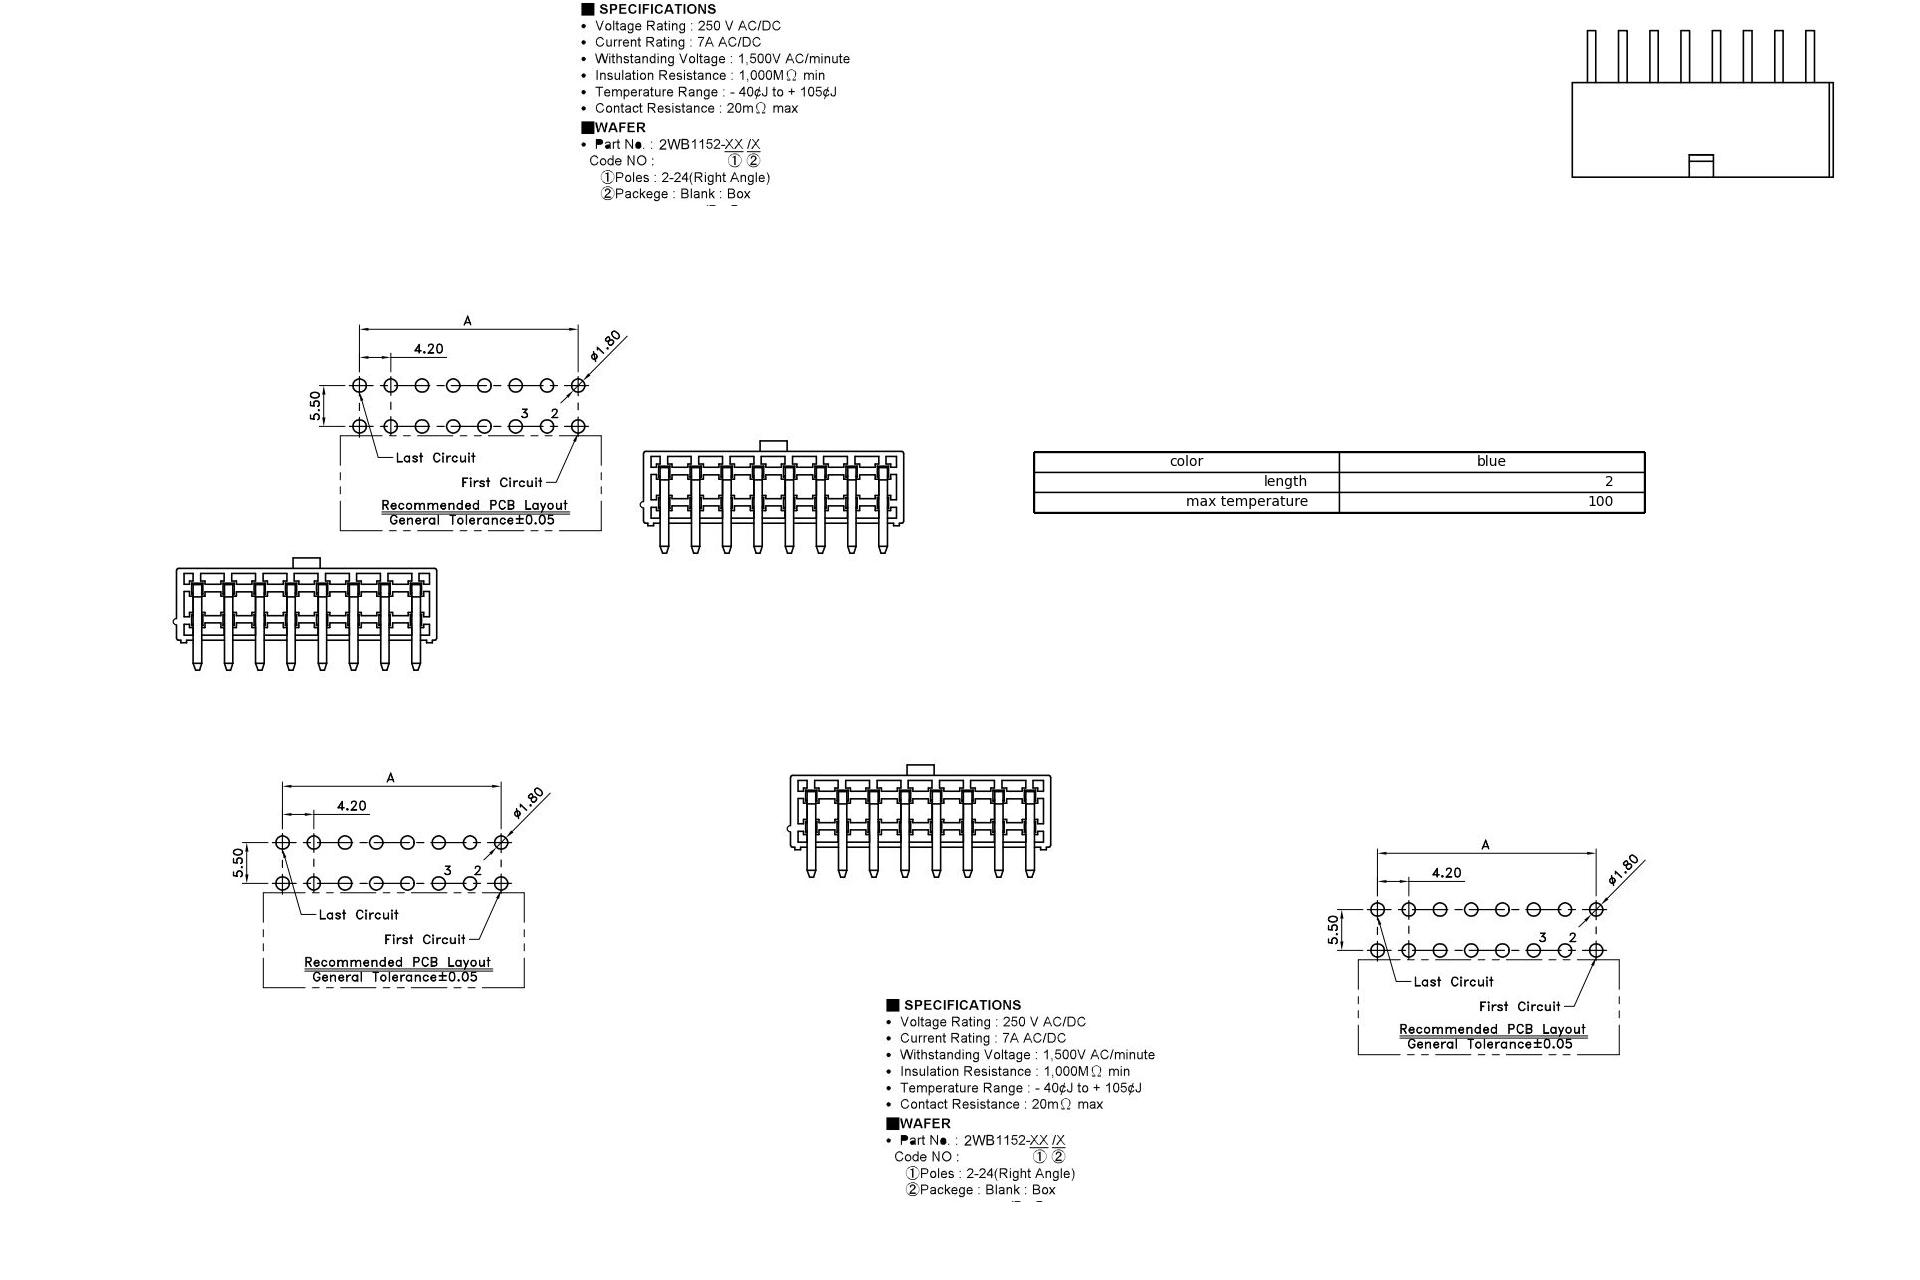 ■ SPECIFICATIONS
• Voltage Rating : 250 V AC/DC
• Current Rating : 7A AC/DC
• Withstanding Voltage : 1,500V AC/minute
• Insulation Resistance : 1,000MΩ min
• Temperature Range : - 40¢J to + 105¢J
• Contact Resistance : 20mΩ max
■WAFER
• Part No. : 2WB1152-XX /X
Code NO : ① ②
①Poles : 2-24(Right Angle)
②Packege : Blank : Box
A
4.20
ø1.80
5.50
3 2
Last Circuit
First Circuit
Recommended PCB Layout
General Tolerance±0.05
color blue
length 2
max temperature 100
A
4.20
ø1.80
5.50
3 2
Last Circuit
First Circuit
Recommended PCB Layout
General Tolerance±0.05
A
4.20
ø1.80
5.50
3 2
Last Circuit
First Circuit
Recommended PCB Layout
General Tolerance±0.05
■ SPECIFICATIONS
• Voltage Rating : 250 V AC/DC
• Current Rating : 7A AC/DC
• Withstanding Voltage : 1,500V AC/minute
• Insulation Resistance : 1,000MΩ min
• Temperature Range : - 40¢J to + 105¢J
• Contact Resistance : 20mΩ max
■WAFER
• Part No. : 2WB1152-XX /X
Code NO : ① ②
①Poles : 2-24(Right Angle)
②Packege : Blank : Box